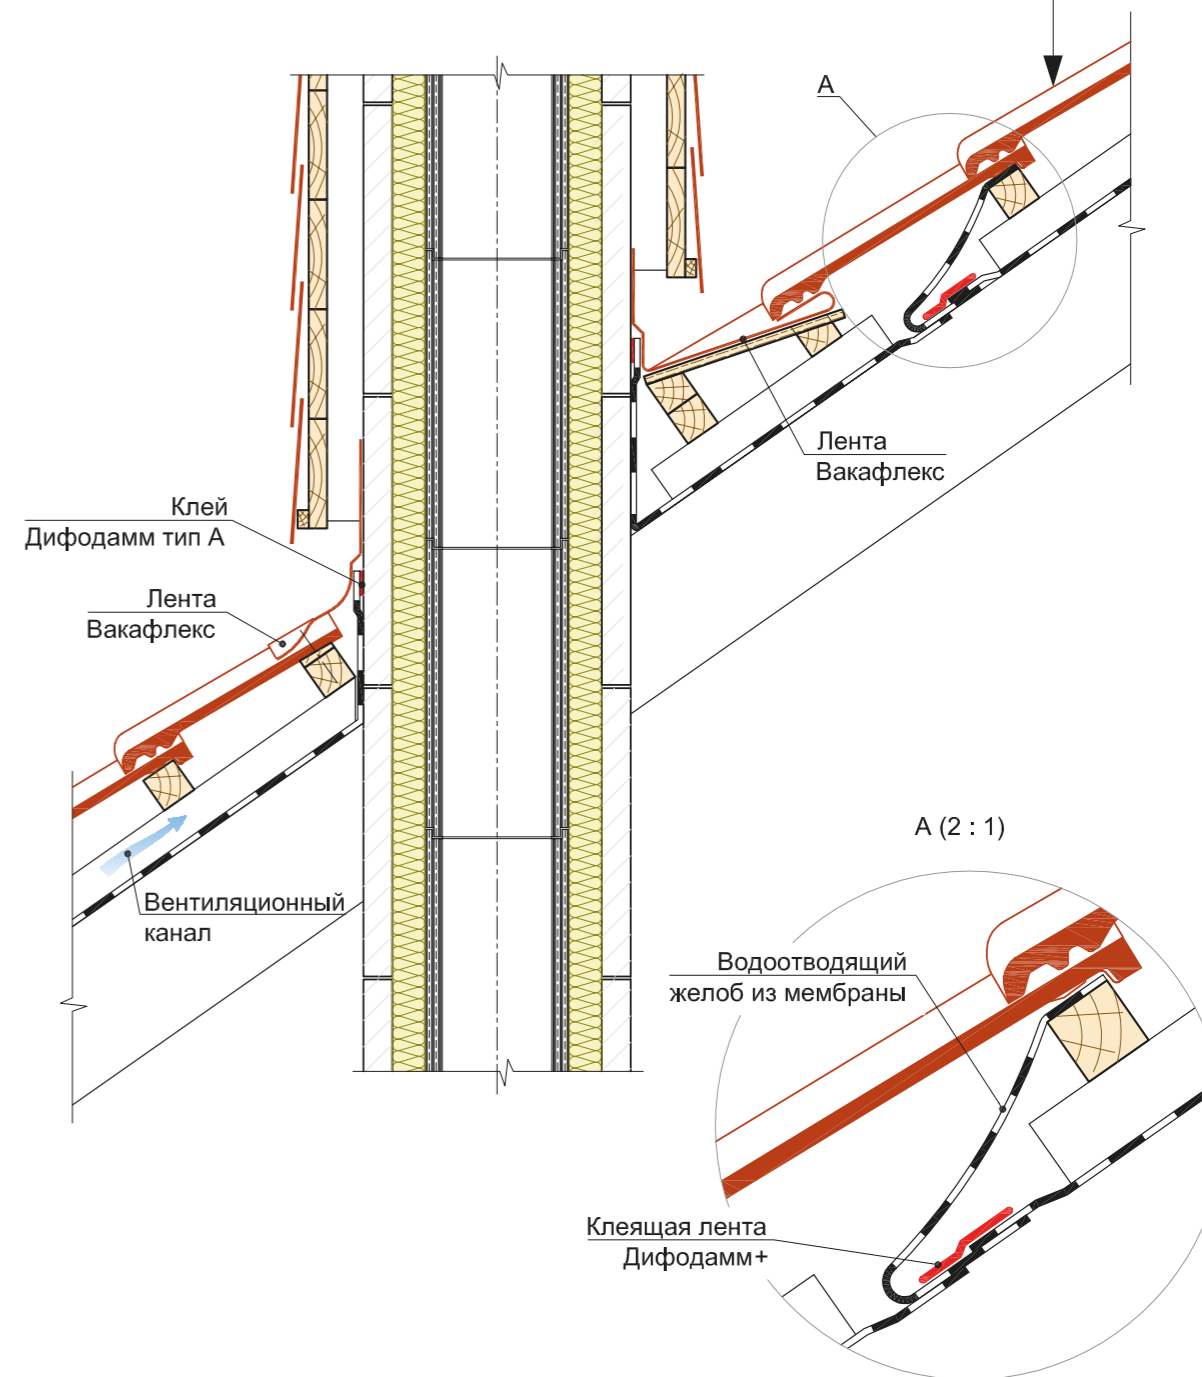 А
Лента
Вакафлекс
Клей
Дифодамм тип А
Лента
Вакафлекс
Вентиляционный
канал
А (2 : 1)
Водоотводящий
желоб из мембраны
Клеящая лента
Дифодамм+